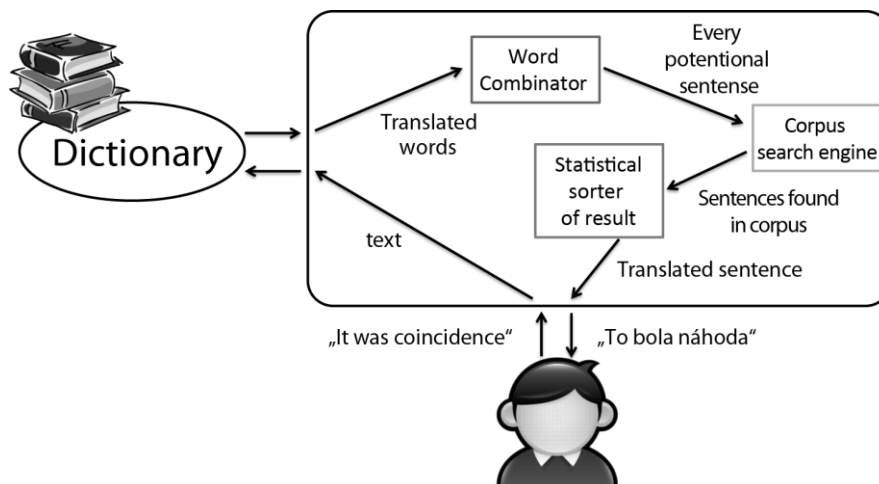 Dictionary
Translated
words
Word
Combinator
Every
potentional
sentense
Corpus
search engine
Sentences found
in corpus
Statistical
sorter
of result
Translated sentence
text
„It was coincidence“
„To bola náhoda“